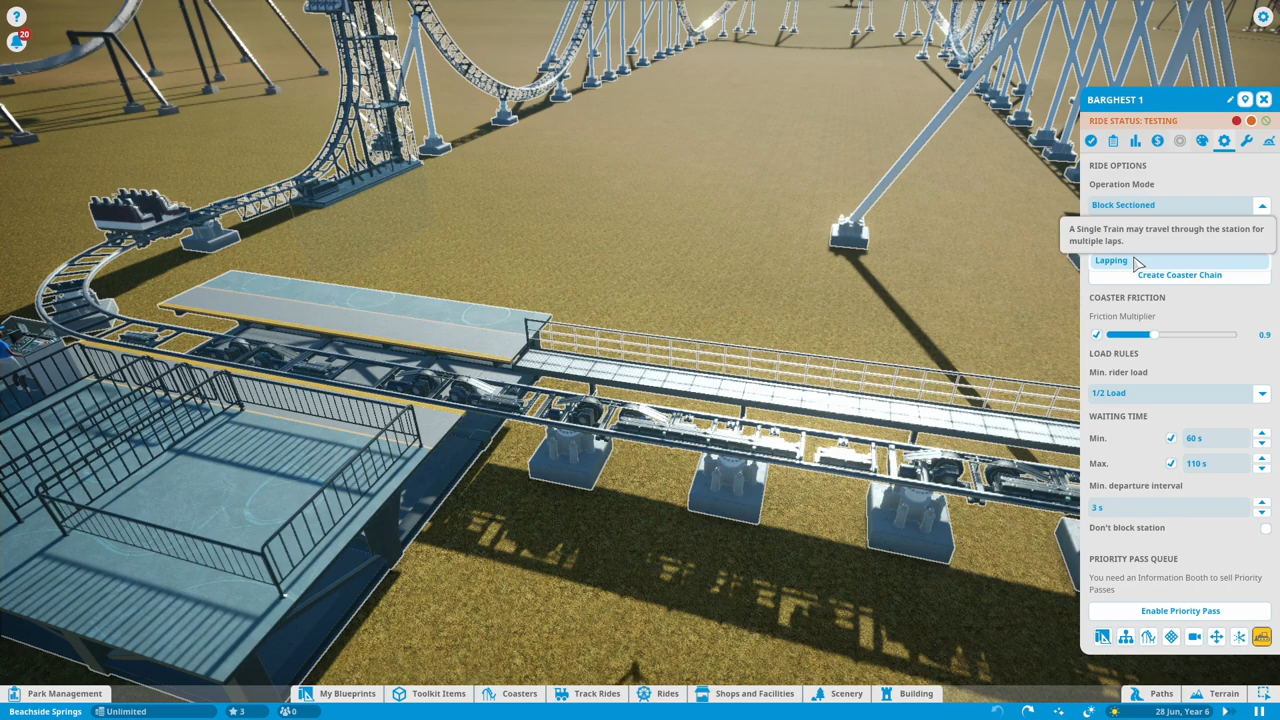 ?
20
BARGHEST 1
RIDE STATUS: TESTING
RIDE OPTIONS
Operation Mode
Block Sectioned
A Single Train may travel through the station for
multiple laps.
Lapping
Create Coaster Chain
COASTER FRICTION
Friction Multiplier
0.9
LOAD RULES
Min. rider load
1/2 Load
WAITING TIME
Min.
60 s
Max.
110 s
Min. departure interval
3 s
Don't block station
PRIORITY PASS QUEUE
You need an Information Booth to sell Priority
Passes
Enable Priority Pass
Park Management
My Blueprints
Toolkit Items
Coasters
Track Rides
Rides
Shops and Facilities
Scenery
Building
Paths
Terrain
Beachside Springs
Unlimited
3
0
28 Jun, Year 6